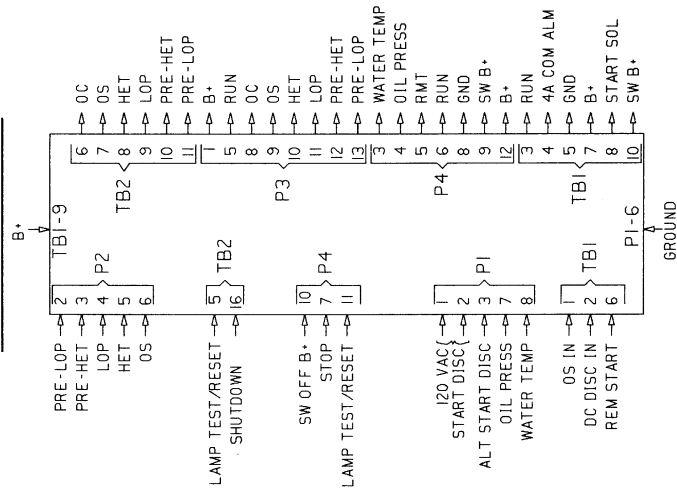 B+
TB1-9
PRE-LOP 2
PRE-HET 3
LOP 4
HET 5
OS 6
P2
LAMP TEST/RESET 5
SHUTDOWN 16
TB2
SW OFF B+ 10
STOP 7
LAMP TEST/RESET 11
P4
120 VAC 1
START DISC 2
ALT START DISC 3
OIL PRESS 7
WATER TEMP 8
P1
OS IN 1
DC DISC IN 2
REM START 6
TB1
TB2
6 OC
7 OS
8 HET
9 LOP
10 PRE-HET
11 PRE-LOP
P3
1 B+
5 RUN
8 OC
9 OS
10 HET
11 LOP
12 PRE-HET
13 PRE-LOP
P4
3 WATER TEMP
4 OIL PRESS
5 RMT
6 RUN
8 GND
9 SW B+
12 B+
TB1
3 RUN
4 4A COM ALM
5 GND
7 B+
8 START SOL
10 SW B+
P1-6
GROUND